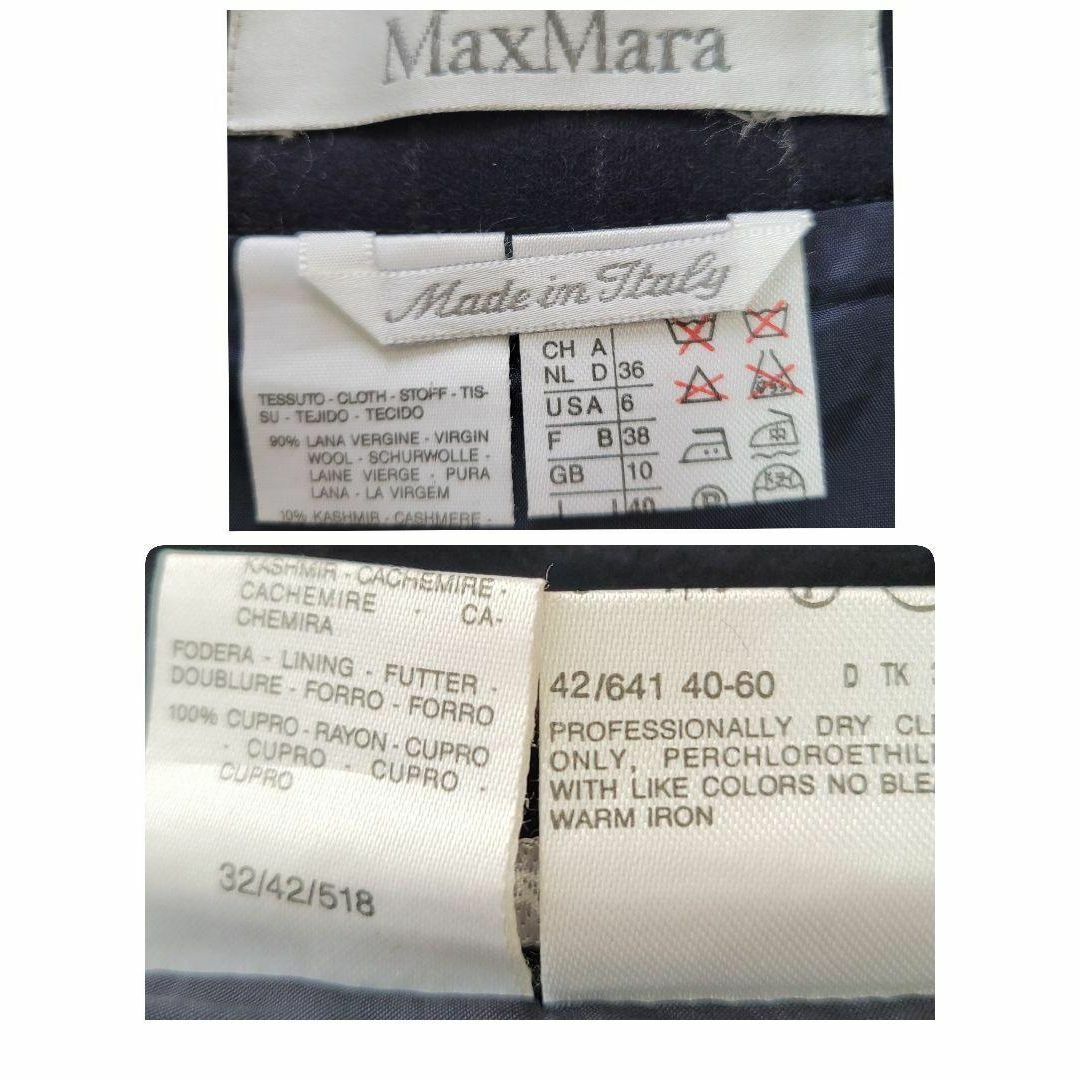 MaxMara
Made in Italy
TESSUTO - CLOTH - STOFF - TIS-
SU - TEJIDO - TECIDO
90% LANA VERGINE - VIRGIN
WOOL - SCHURWOLLE -
LAINE VIERGE - PURA
LANA - LA VIRGEM
10% KASHMIR - CASHMERE -
CH A
NL D 36
USA 6
F B 38
GB 10
I 40
KASHMIR - CACHEMIRE -
CACHEMIRE - CA-
CHEMIRA
FODERA - LINING - FUTTER -
DOUBLURE - FORRO - FORRO
100% CUPRO - RAYON - CUPRO
- CUPRO - CUPRO -
CUPRO
32/42/518
P
42/641 40-60 D TK
PROFESSIONALLY DRY CLE
ONLY, PERCHLOROETHIL
WITH LIKE COLORS NO BLEA
WARM IRON